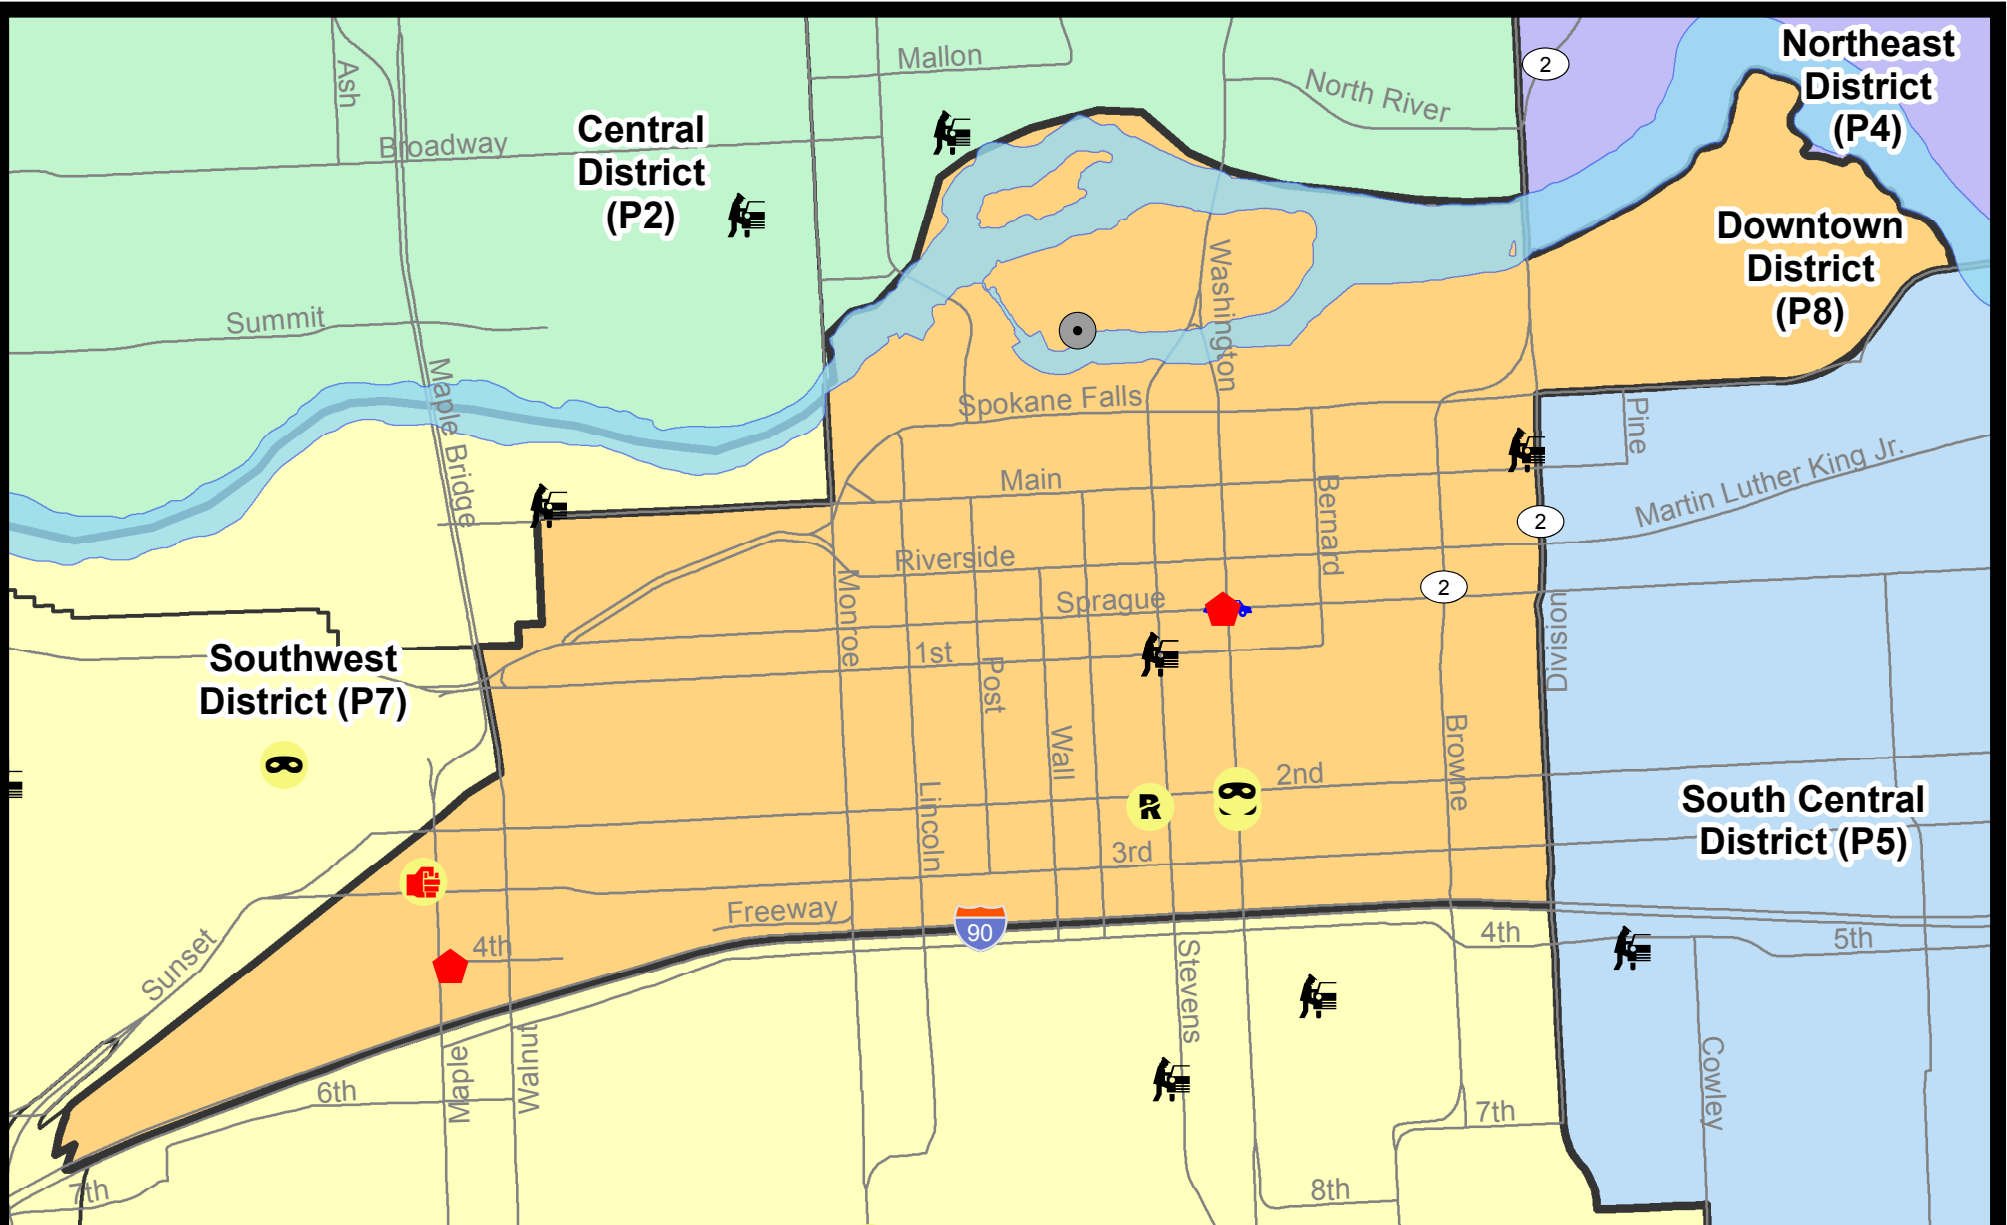 Northeast
District
(P4)
2
Mallon
Ash
North River
Central
District
(P2)
Broadway
Downtown
District
(P8)
Washington
Summit
Maple Bridge
Spokane Falls
Pine
Main
Bernard
Martin Luther King Jr.
2
Riverside
Monroe
2
Sprague
Division
1st
Post
Southwest
District (P7)
Wall
Browne
2nd
Lincoln
R
South Central
District (P5)
3rd
Freeway
90
4th
4th
5th
Sunset
Stevens
Maple
Walnut
Cowley
6th
7th
7th
8th